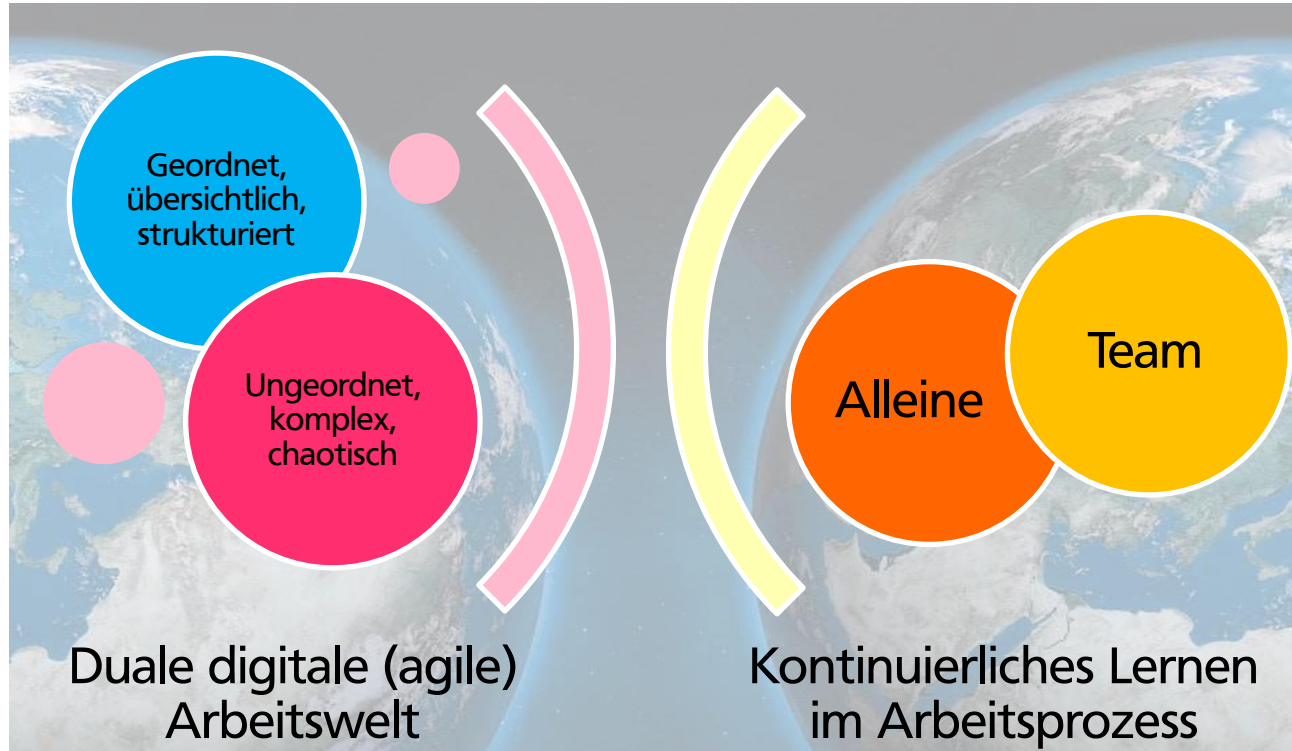 Geordnet,
übersichtlich,
strukturiert
Ungeordnet,
komplex,
chaotisch
Duale digitale (agile)
Arbeitswelt
Alleine
Team
Kontinuierliches Lernen
im Arbeitsprozess